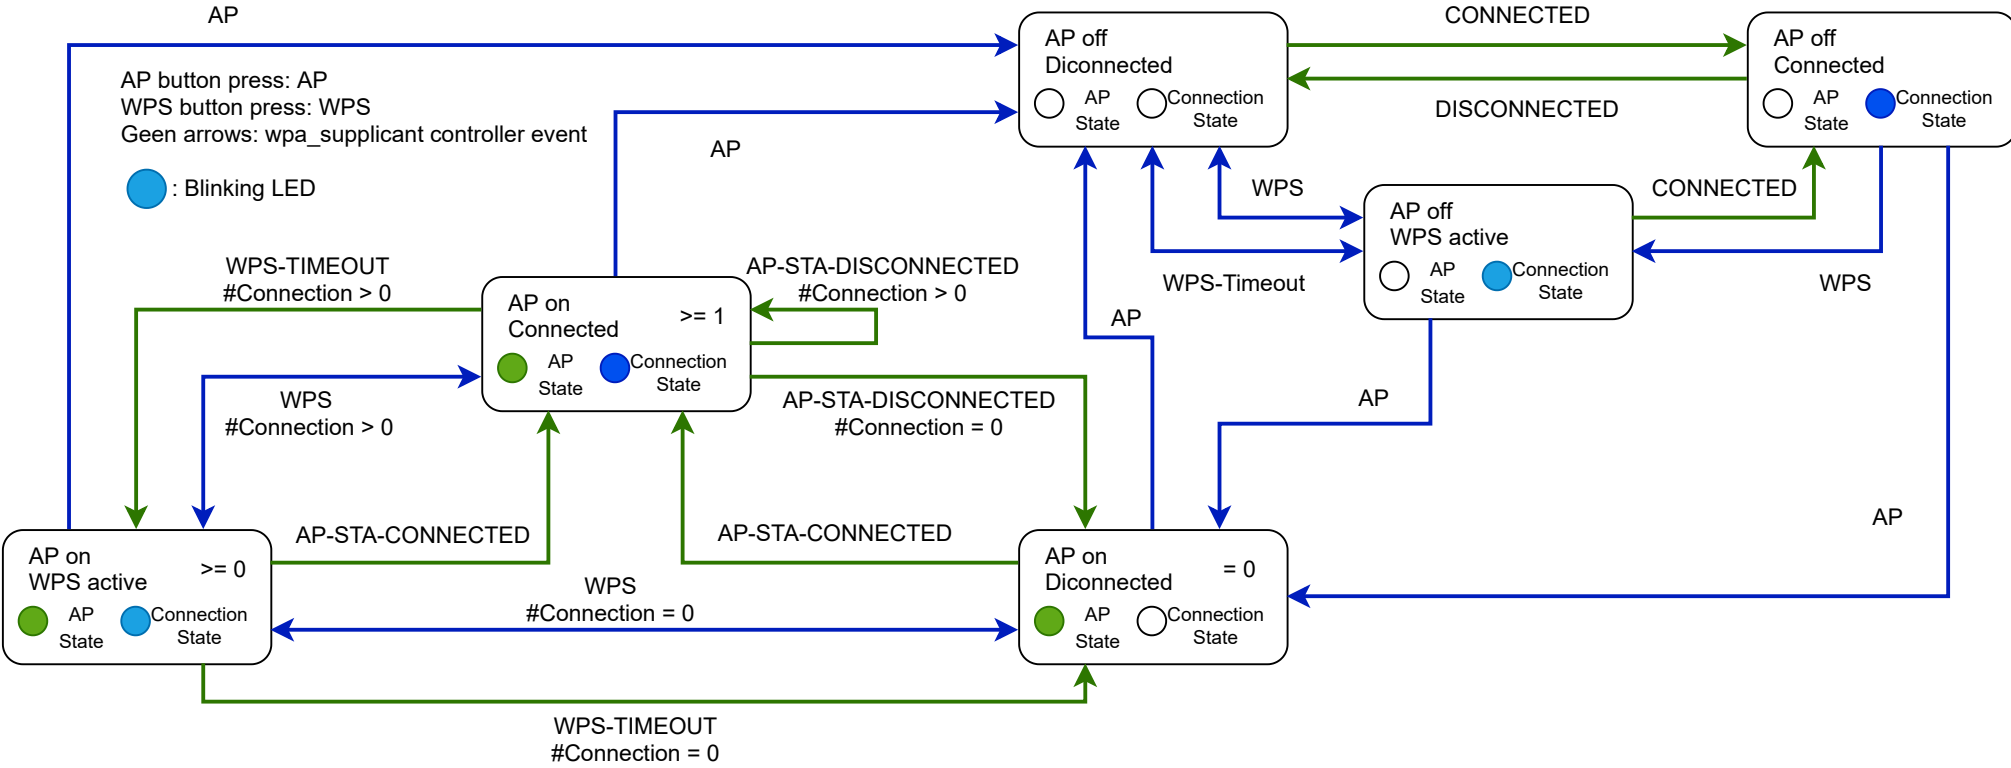 AP
AP button press: AP
WPS button press: WPS
Geen arrows: wpa_supplicant controller event
: Blinking LED
AP off
Diconnected
AP
State
Connection
State
CONNECTED
DISCONNECTED
AP off
Connected
AP
State
Connection
State
AP
WPS
WPS-Timeout
AP off
WPS active
AP
State
Connection
State
CONNECTED
WPS
WPS-TIMEOUT
#Connection > 0
AP on
Connected
>= 1
AP
State
Connection
State
AP-STA-DISCONNECTED
#Connection > 0
AP
AP
WPS
#Connection > 0
AP-STA-DISCONNECTED
#Connection = 0
AP-STA-CONNECTED
AP-STA-CONNECTED
AP
AP on
WPS active
>= 0
AP
State
Connection
State
WPS
#Connection = 0
AP on
Diconnected
= 0
AP
State
Connection
State
WPS-TIMEOUT
#Connection = 0